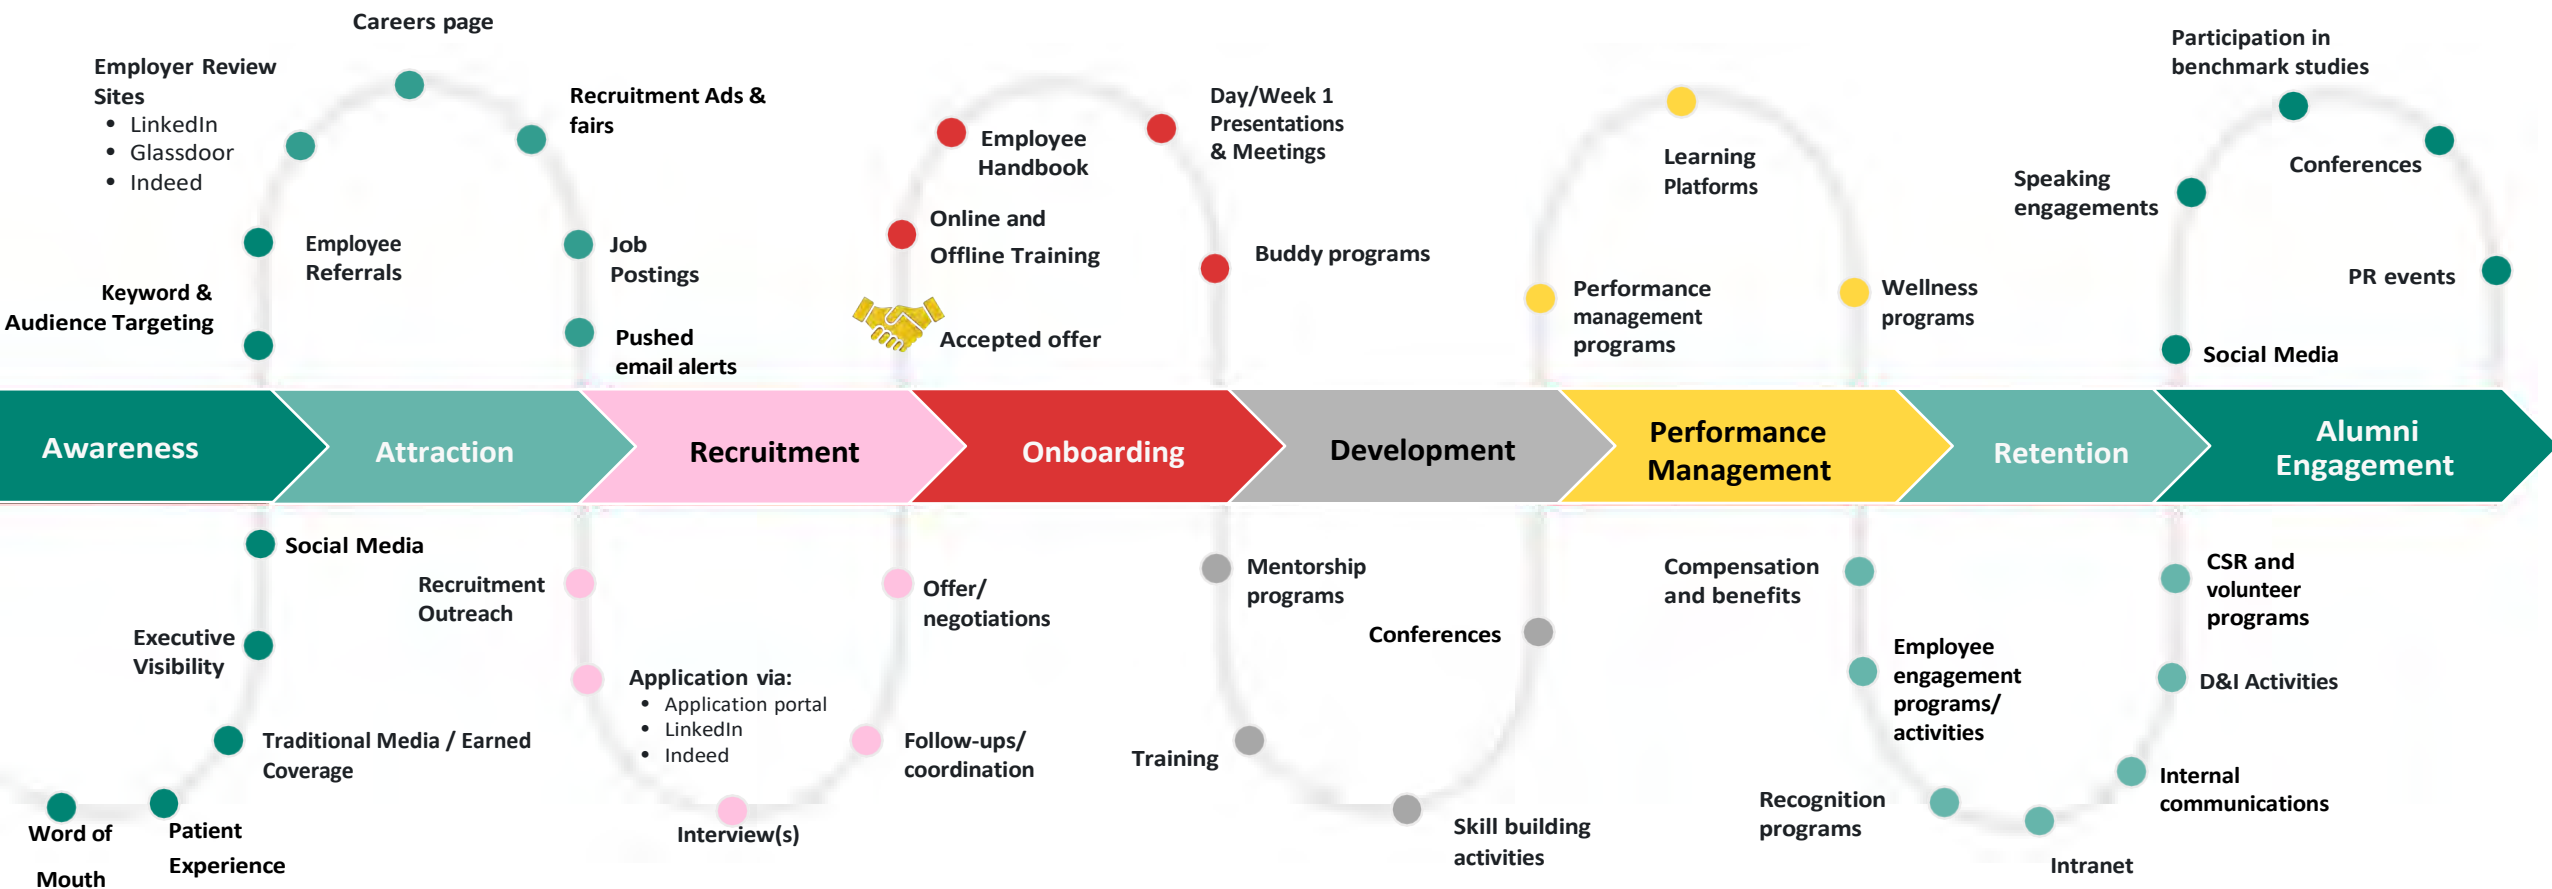 Careers page
Employer Review
Sites
• LinkedIn
• Glassdoor
• Indeed
Recruitment Ads &
fairs
Employee
Referrals
Job
Postings
Keyword &
Audience Targeting
Pushed
email alerts
Employee
Handbook
Day/Week 1
Presentations
& Meetings
Online and
Offline Training
Buddy programs
Accepted offer
Learning
Platforms
Performance
management
programs
Wellness
programs
Participation in
benchmark studies
Conferences
Speaking
engagements
PR events
Social Media
Awareness
Attraction
Recruitment
Onboarding
Development
Performance
Management
Retention
Alumni
Engagement
Social Media
Executive
Visibility
Traditional Media / Earned
Coverage
Word of
Mouth
Patient
Experience
Recruitment
Outreach
Application via:
• Application portal
• LinkedIn
• Indeed
Interview(s)
Offer/
negotiations
Follow-ups/
coordination
Mentorship
programs
Conferences
Training
Skill building
activities
Compensation
and benefits
Employee
engagement
programs/
activities
Recognition
programs
Intranet
CSR and
volunteer
programs
D&I Activities
Internal
communications